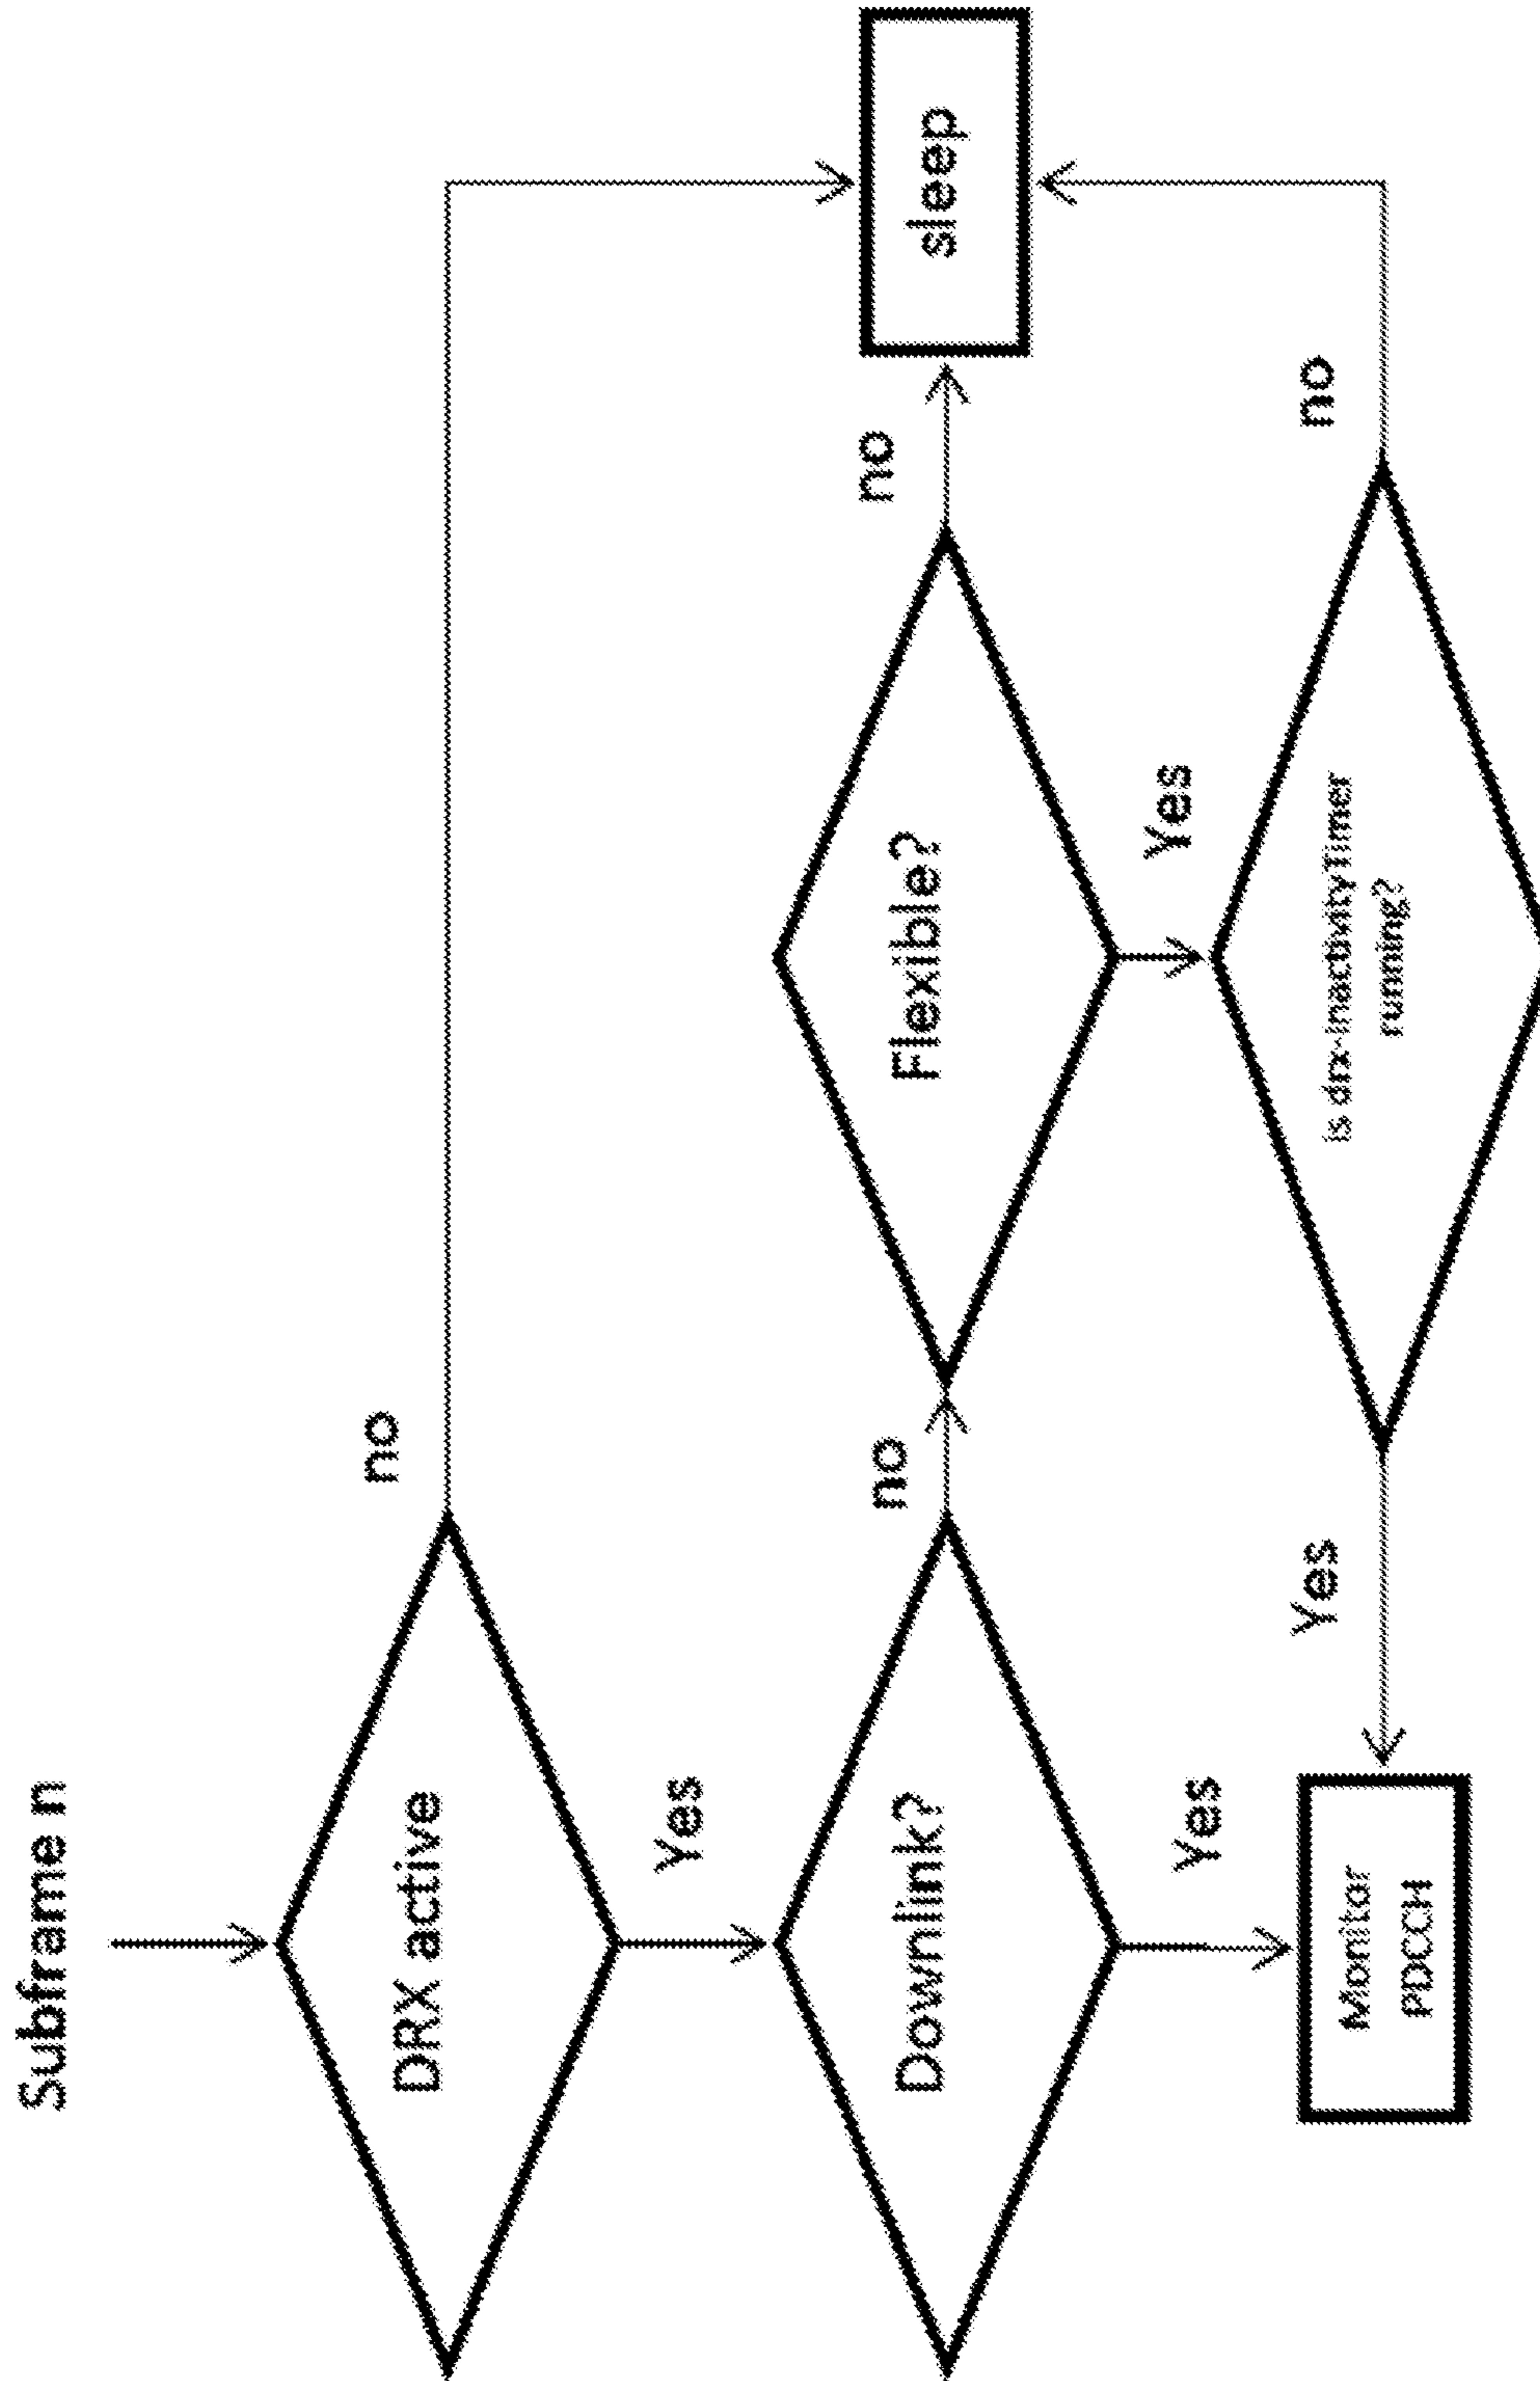 Subframe n
DRX active
no
Yes
Downlink?
no
Flexible?
no
sleep
Yes
Yes
Monitor
PDCCH
Yes
is drx-inactivityTimer
running?
no